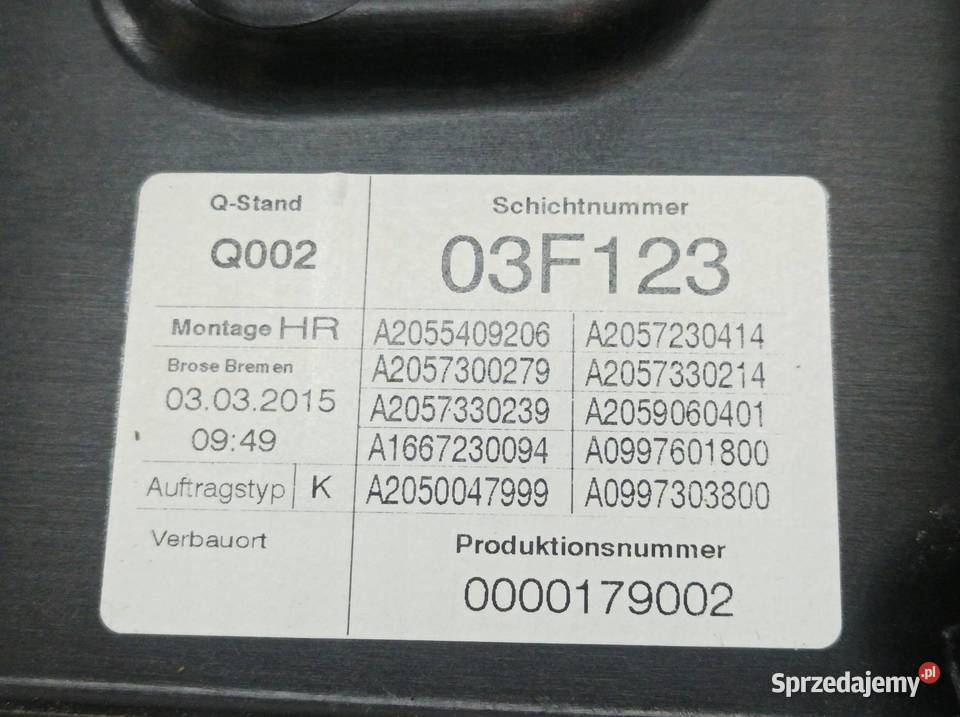 Q-Stand
Q002
Schichtnummer
03F123
Montage HR
Brose Bremen
03.03.2015
09:49
Auftragstyp K
A2055409206 A2057230414
A2057300279 A2057330214
A2057330239 A2059060401
A1667230094 A0997601800
A2050047999 A0997303800
Verbauort
Produktionsnummer
0000179002
Sprzedajemy.pl